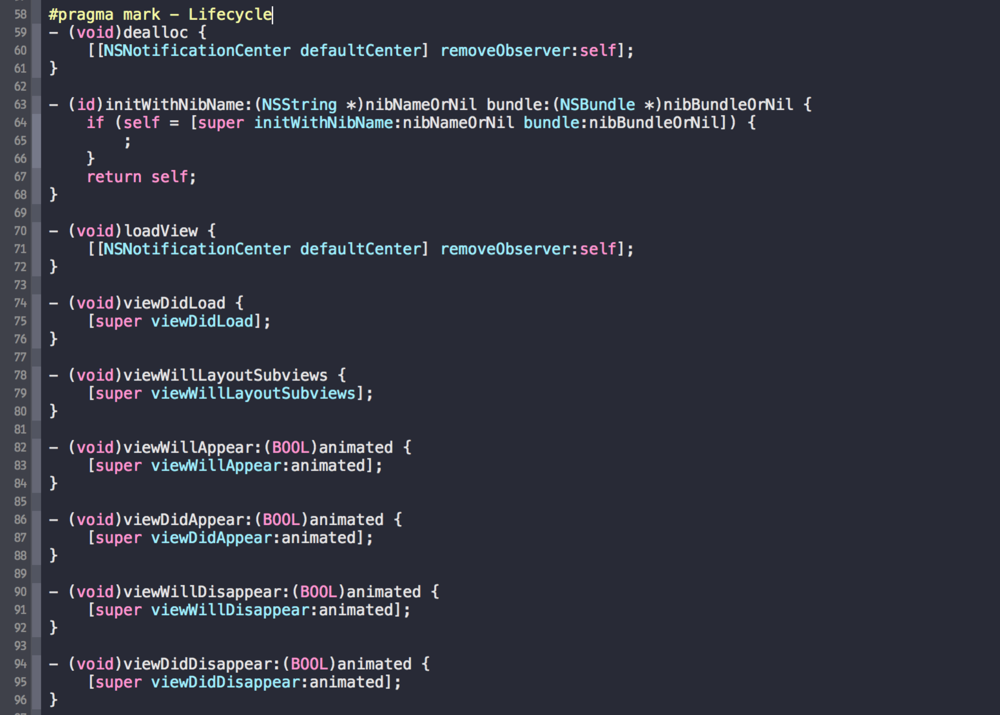 58 #pragma mark - Lifecycle
59 - (void)dealloc {
60     [[NSNotificationCenter defaultCenter] removeObserver:self];
61 }
62
63 - (id)initWithNibName:(NSString *)nibNameOrNil bundle:(NSBundle *)nibBundleOrNil {
64     if (self = [super initWithNibName:nibNameOrNil bundle:nibBundleOrNil]) {
65         ;
66     }
67     return self;
68 }
69
70 - (void)loadView {
71     [[NSNotificationCenter defaultCenter] removeObserver:self];
72 }
73
74 - (void)viewDidLoad {
75     [super viewDidLoad];
76 }
77
78 - (void)viewWillLayoutSubviews {
79     [super viewWillLayoutSubviews];
80 }
81
82 - (void)viewWillAppear:(BOOL)animated {
83     [super viewWillAppear:animated];
84 }
85
86 - (void)viewDidAppear:(BOOL)animated {
87     [super viewDidAppear:animated];
88 }
89
90 - (void)viewWillDisappear:(BOOL)animated {
91     [super viewWillDisappear:animated];
92 }
93
94 - (void)viewDidDisappear:(BOOL)animated {
95     [super viewDidDisappear:animated];
96 }